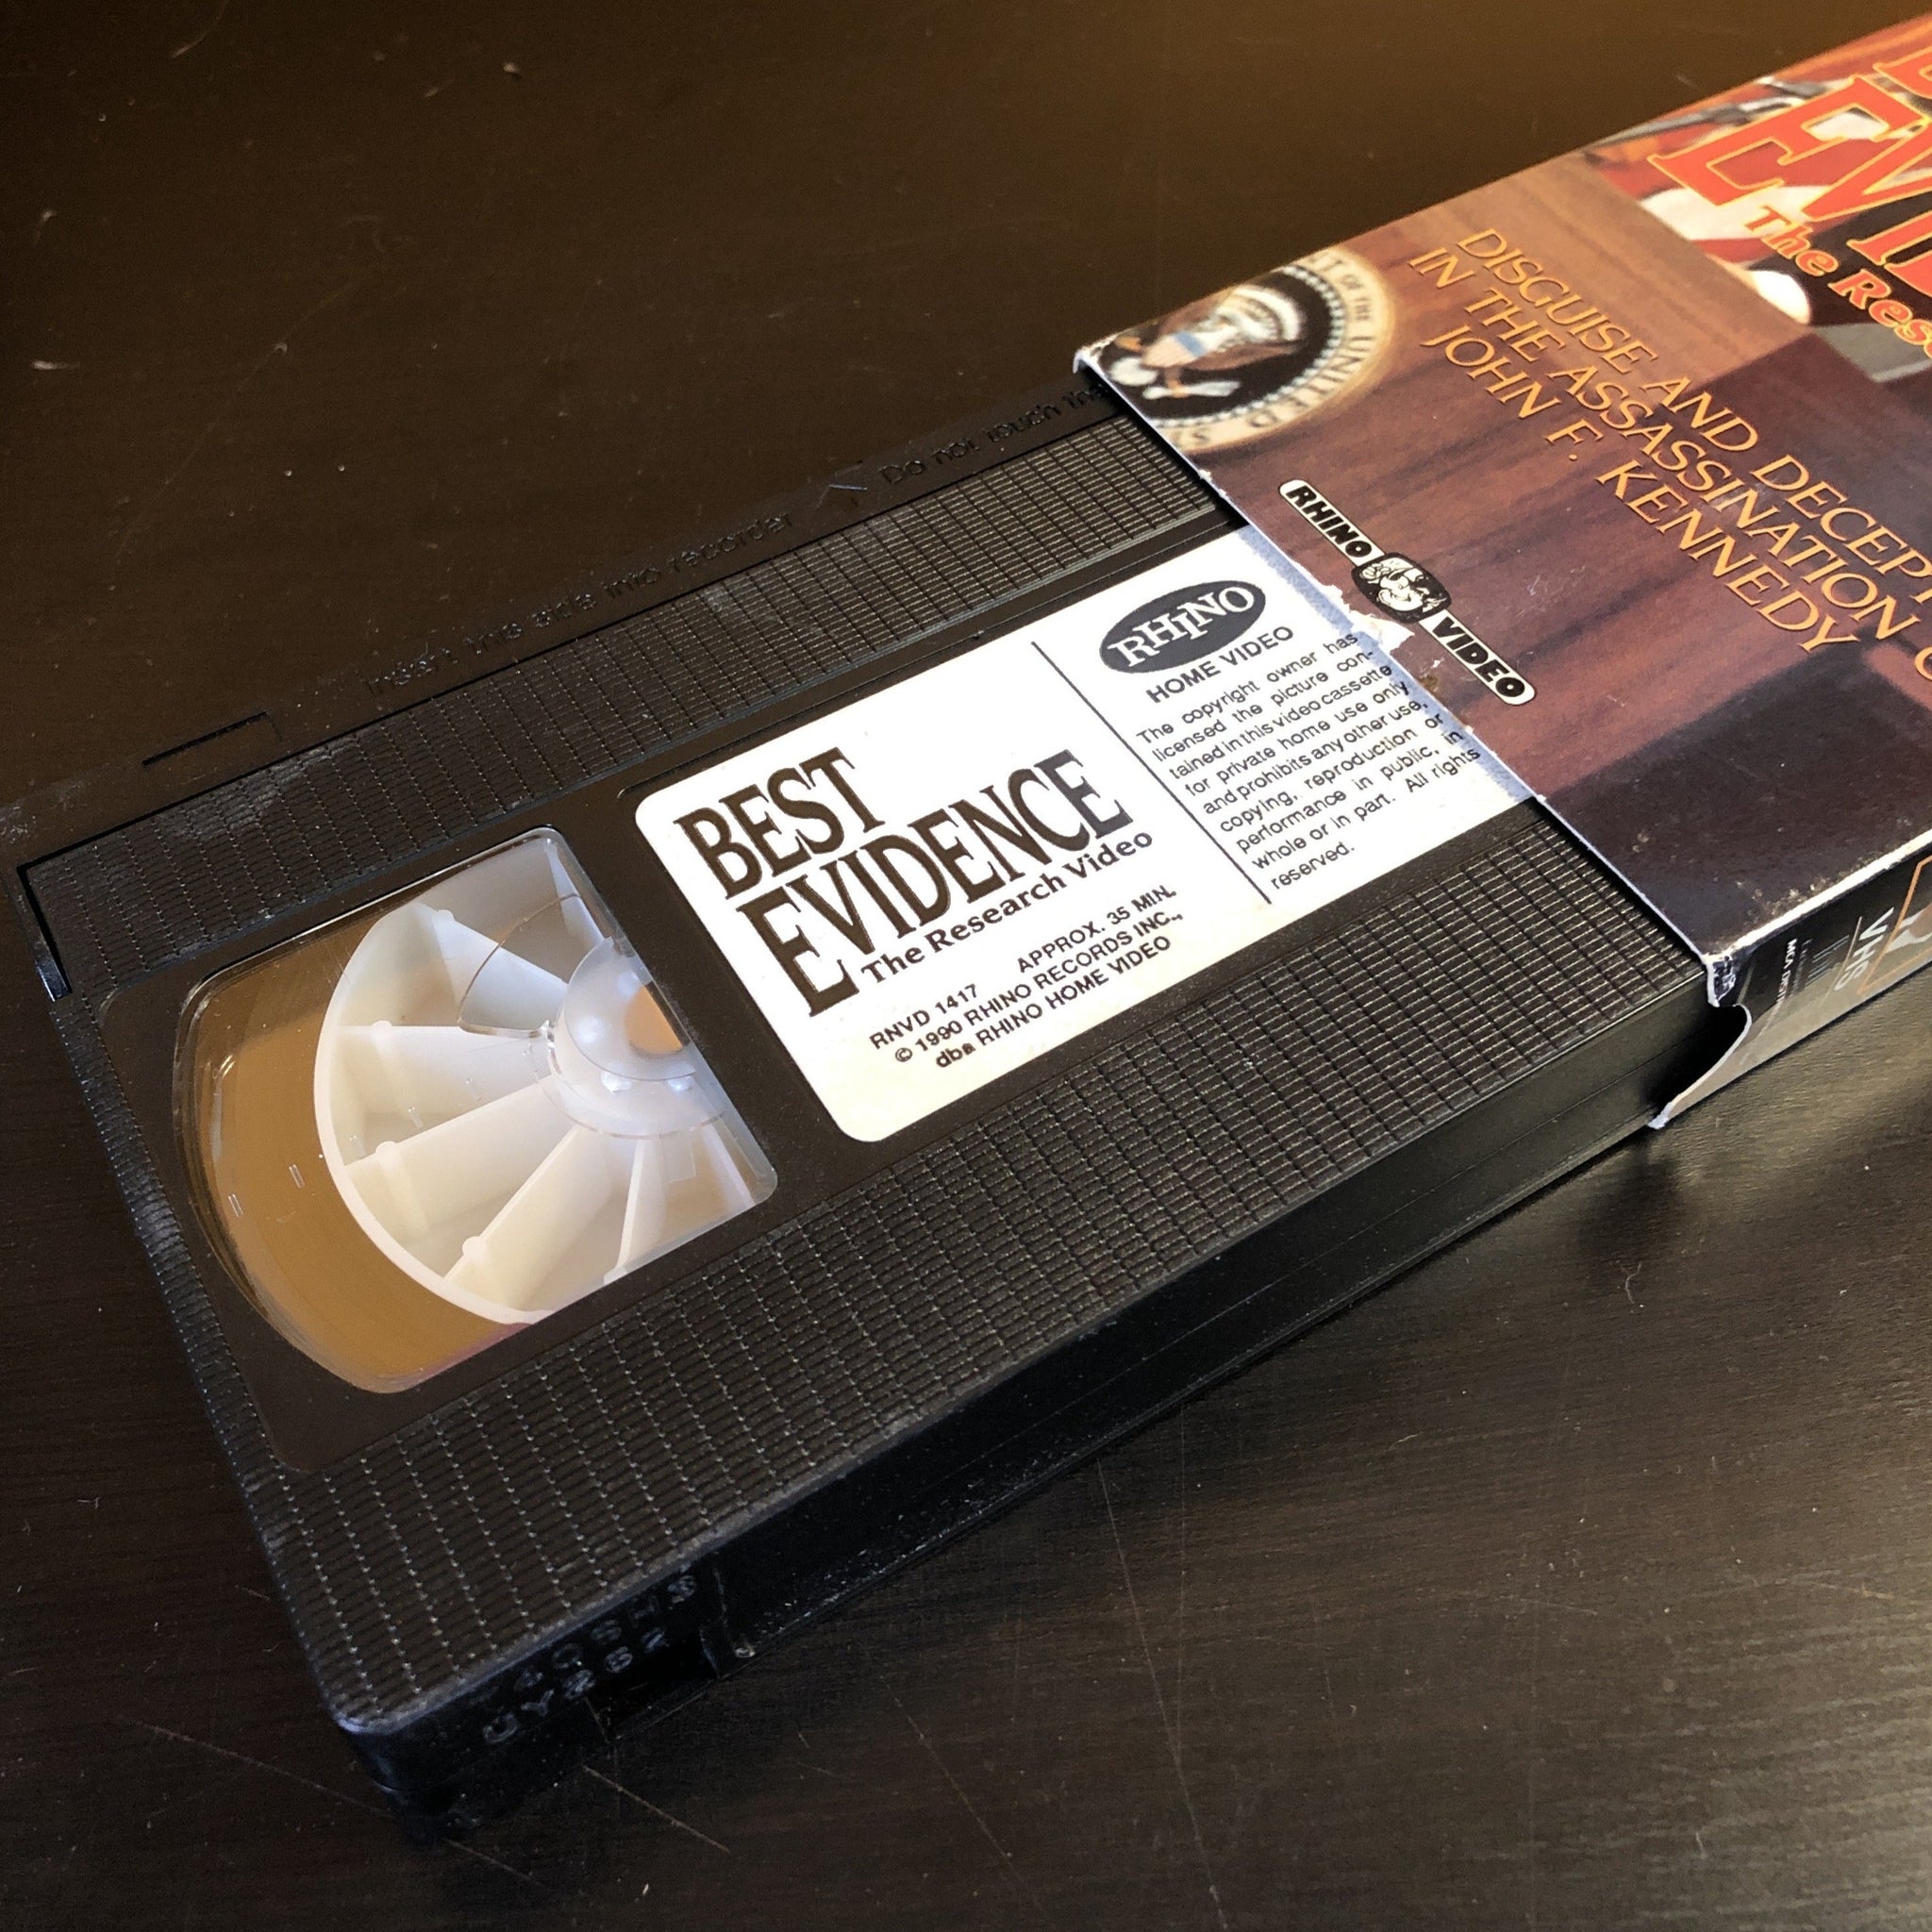 EVI
The Res
DISGUISE AND DECEP
IN THE ASSASSINATION O
JOHN F. KENNEDY
OF THE UNITED
RHINO VIDEO
VHS
Insert this side into recorder
Do not touch the
BEST
EVIDENCE
The Research Video
RNVD 1417 APPROX. 35 MIN.
© 1990 RHINO RECORDS INC.,
dba RHINO HOME VIDEO
RHINO
HOME VIDEO
The copyright owner has
licensed the picture con-
tained in this video cassette
for private home use only
and prohibits any other use,
copying, reproduction or
performance in public, in
whole or in part. All rights
reserved.